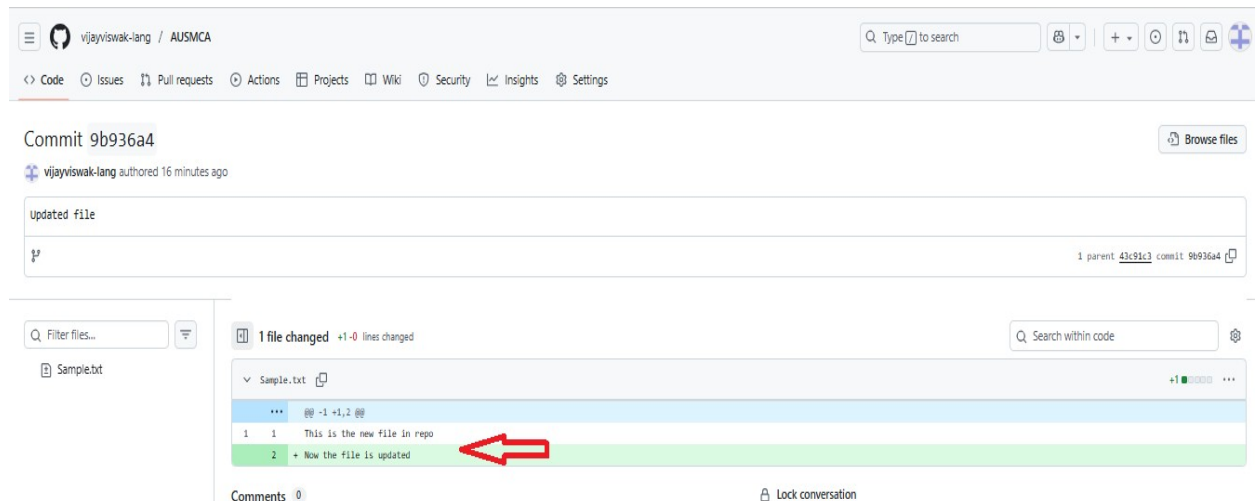 vijayviswak-lang / AUSMCA
Type / to search
Code Issues Pull requests Actions Projects Wiki Security Insights Settings
Commit 9b936a4
Browse files
vijayviswak-lang authored 16 minutes ago
Updated file
1 parent 43c91c3 commit 9b936a4
Filter files...
1 file changed +1 -0 lines changed
Search within code
Sample.txt
Sample.txt
+1
@@ -1 +1,2 @@
1 1 This is the new file in repo
2 + Now the file is updated
Comments 0
Lock conversation